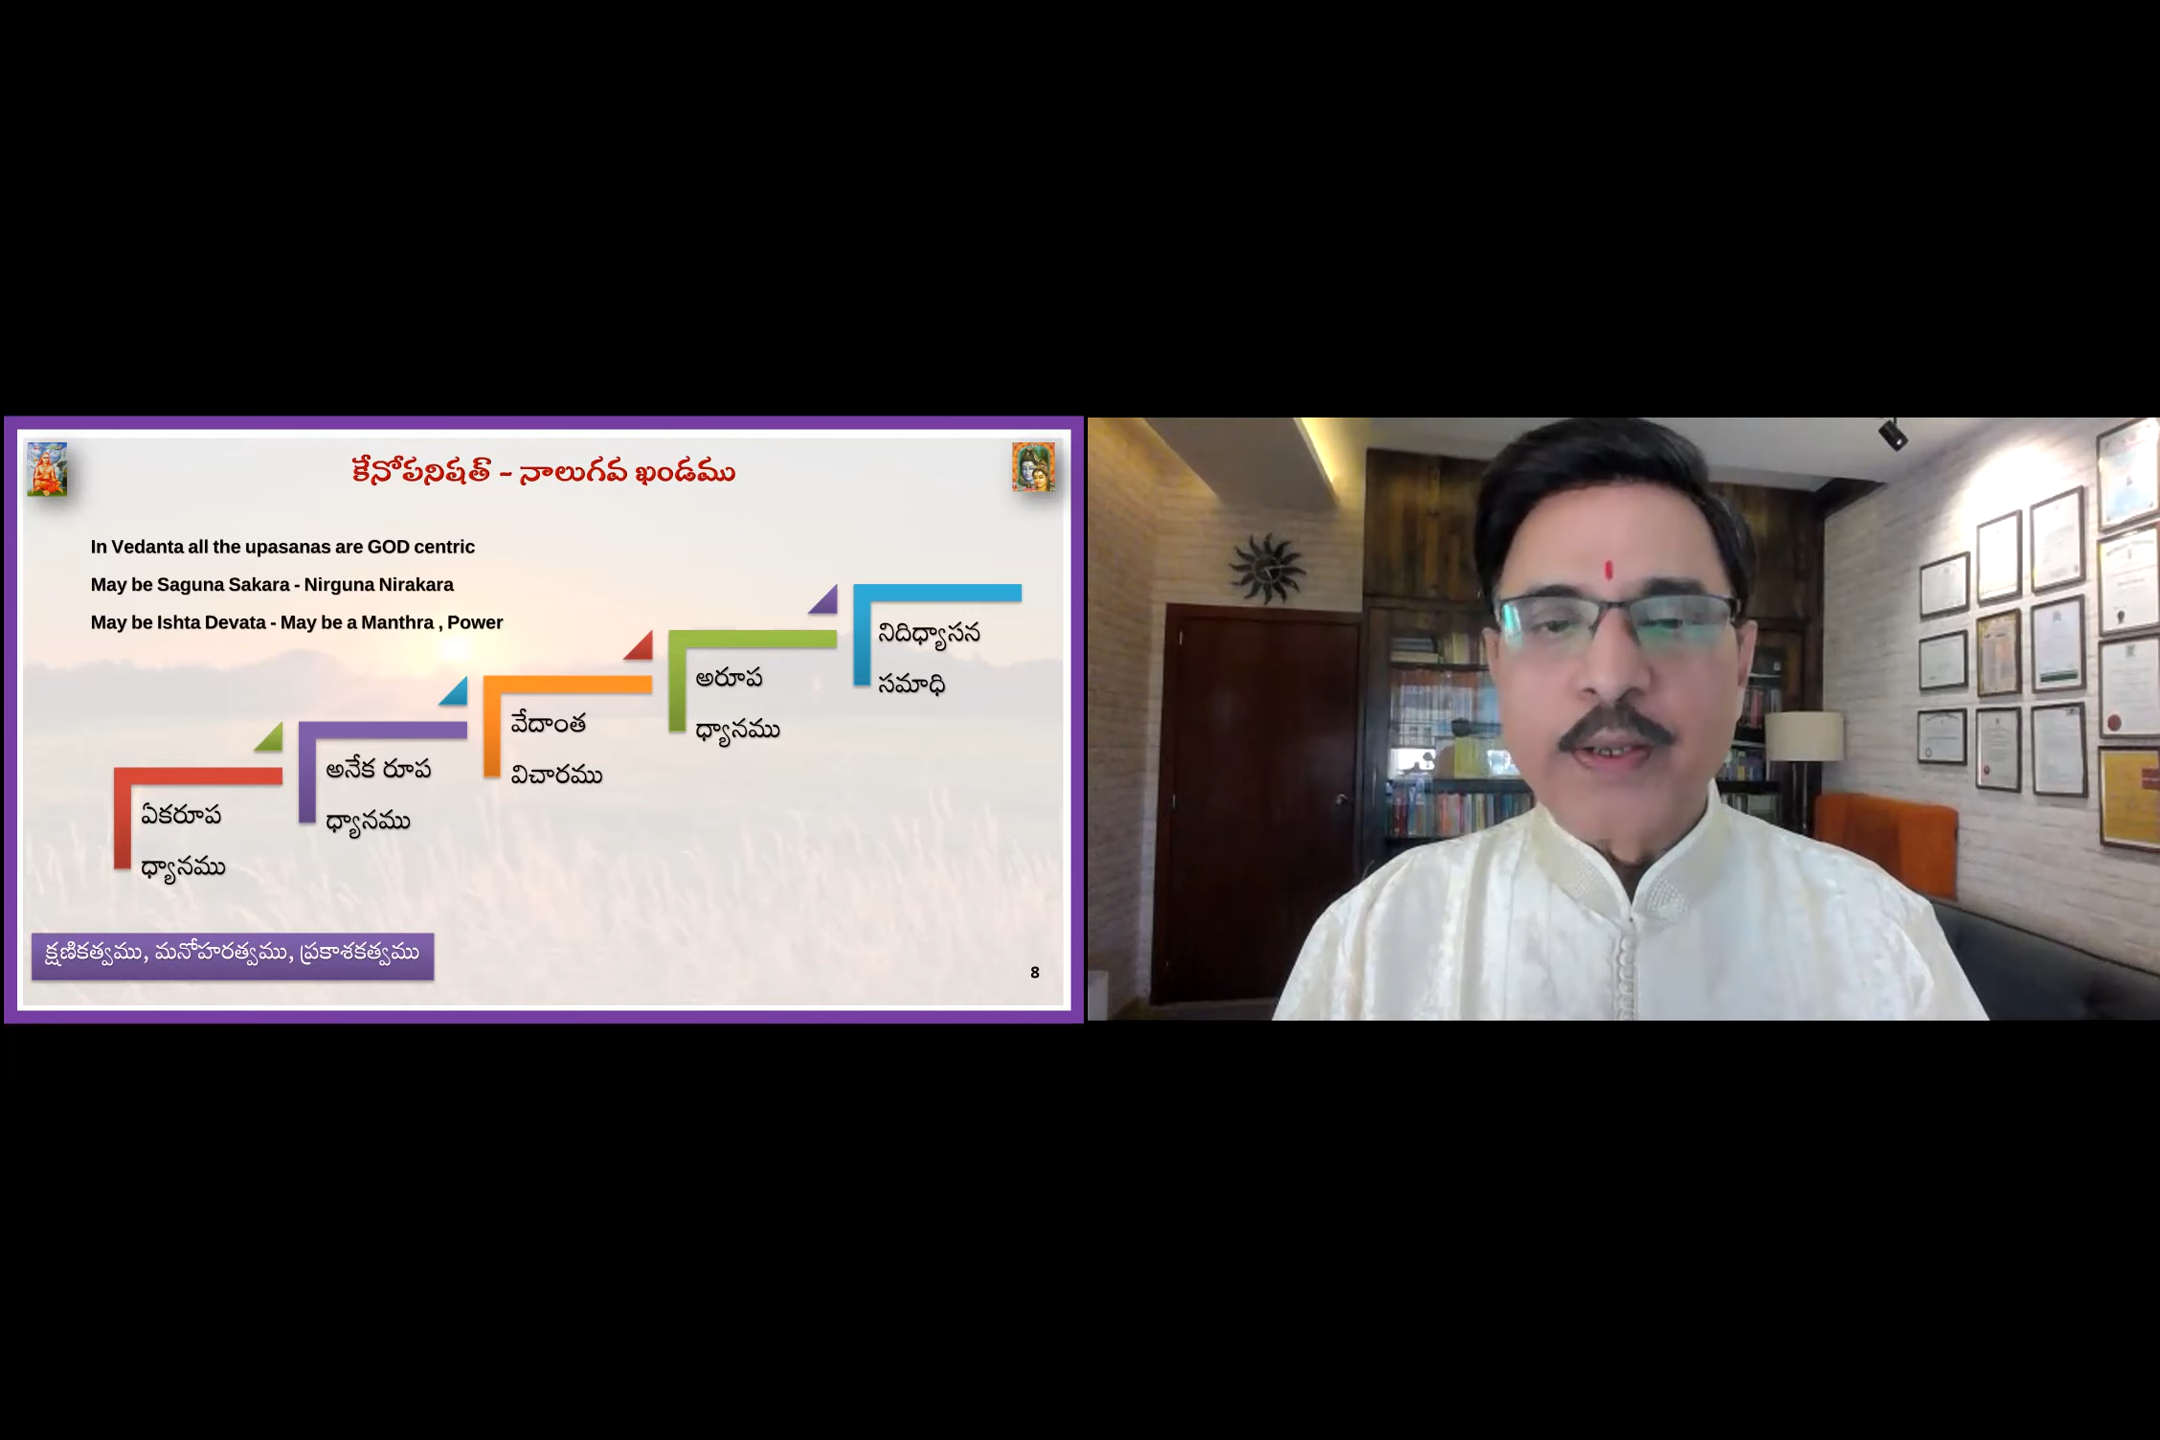 కేనోపనిషత్ - నాలుగవ ఖండము
In Vedanta all the upasanas are GOD centric
May be Saguna Sakara - Nirguna Nirakara
May be Ishta Devata - May be a Manthra , Power
ఏకరూప
ధ్యానము
అనేక రూప
ధ్యానము
వేదాంత
విచారము
అరూప
ధ్యానము
నిదిధ్యాసన
సమాధి
క్షణికత్వము, మనోహరత్వము, ప్రకాశకత్వము
8